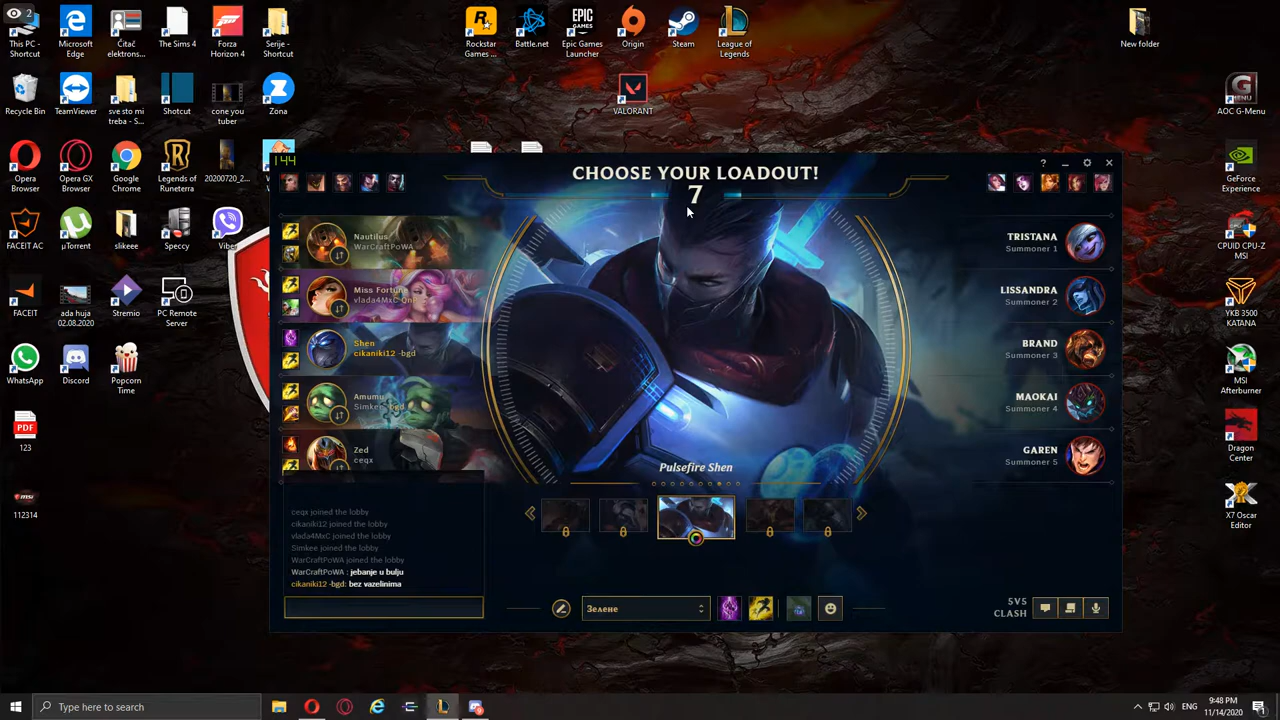 2
This PC - Shortcut
Microsoft Edge
Čitač elektrons...
The Sims 4
Forza Horizon 4
Serije - Shortcut
Rockstar Games ...
Battle.net
Epic Games Launcher
Origin
Steam
League of Legends
New folder
Recycle Bin
TeamViewer
sve sto mi treba - S...
Shotcut
cone you tuber
Zona
VALORANT
AOC G-Menu
Opera Browser
Opera GX Browser
Google Chrome
Legends of Runeterra
20200720_2...
GeForce Experience
FACEIT AC
µTorrent
slikeee
Speccy
Viber
CPUID CPU-Z MSI
FACEIT
ada huja 02.08.2020
Stremio
PC Remote Server
YKB 3500 KATANA
WhatsApp
Discord
Popcorn Time
MSI Afterburner
PDF
123
Dragon Center
112314
X7 Oscar Editor
144
CHOOSE YOUR LOADOUT!
7
?
Nautilus
WarCraftPoWA
Miss Fortune
vlada4MxC QnP
Shen
cikaniki12 -bgd
Amumu
Simkee -bgd
Zed
ceqx
TRISTANA
Summoner 1
LISSANDRA
Summoner 2
BRAND
Summoner 3
MAOKAI
Summoner 4
GAREN
Summoner 5
Pulsefire Shen
ceqx joined the lobby
cikaniki12 joined the lobby
vlada4MxC joined the lobby
Simkee joined the lobby
WarCraftPoWA joined the lobby
WarCraftPoWA : jebanje u bulju
cikaniki12 -bgd: bez vazelinima
Зелене
5V5
CLASH
Type here to search
ENG
9:48 PM
11/14/2020